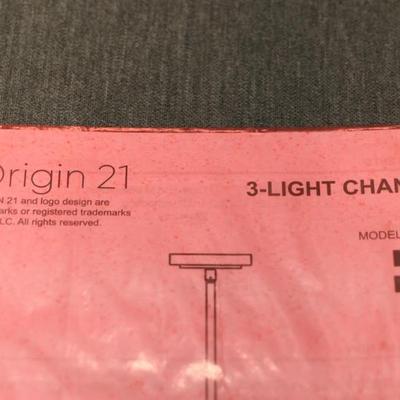 Origin 21
N 21 and logo design are
arks or registered trademarks
LC. All rights reserved.
3-LIGHT CHAN
MODEL